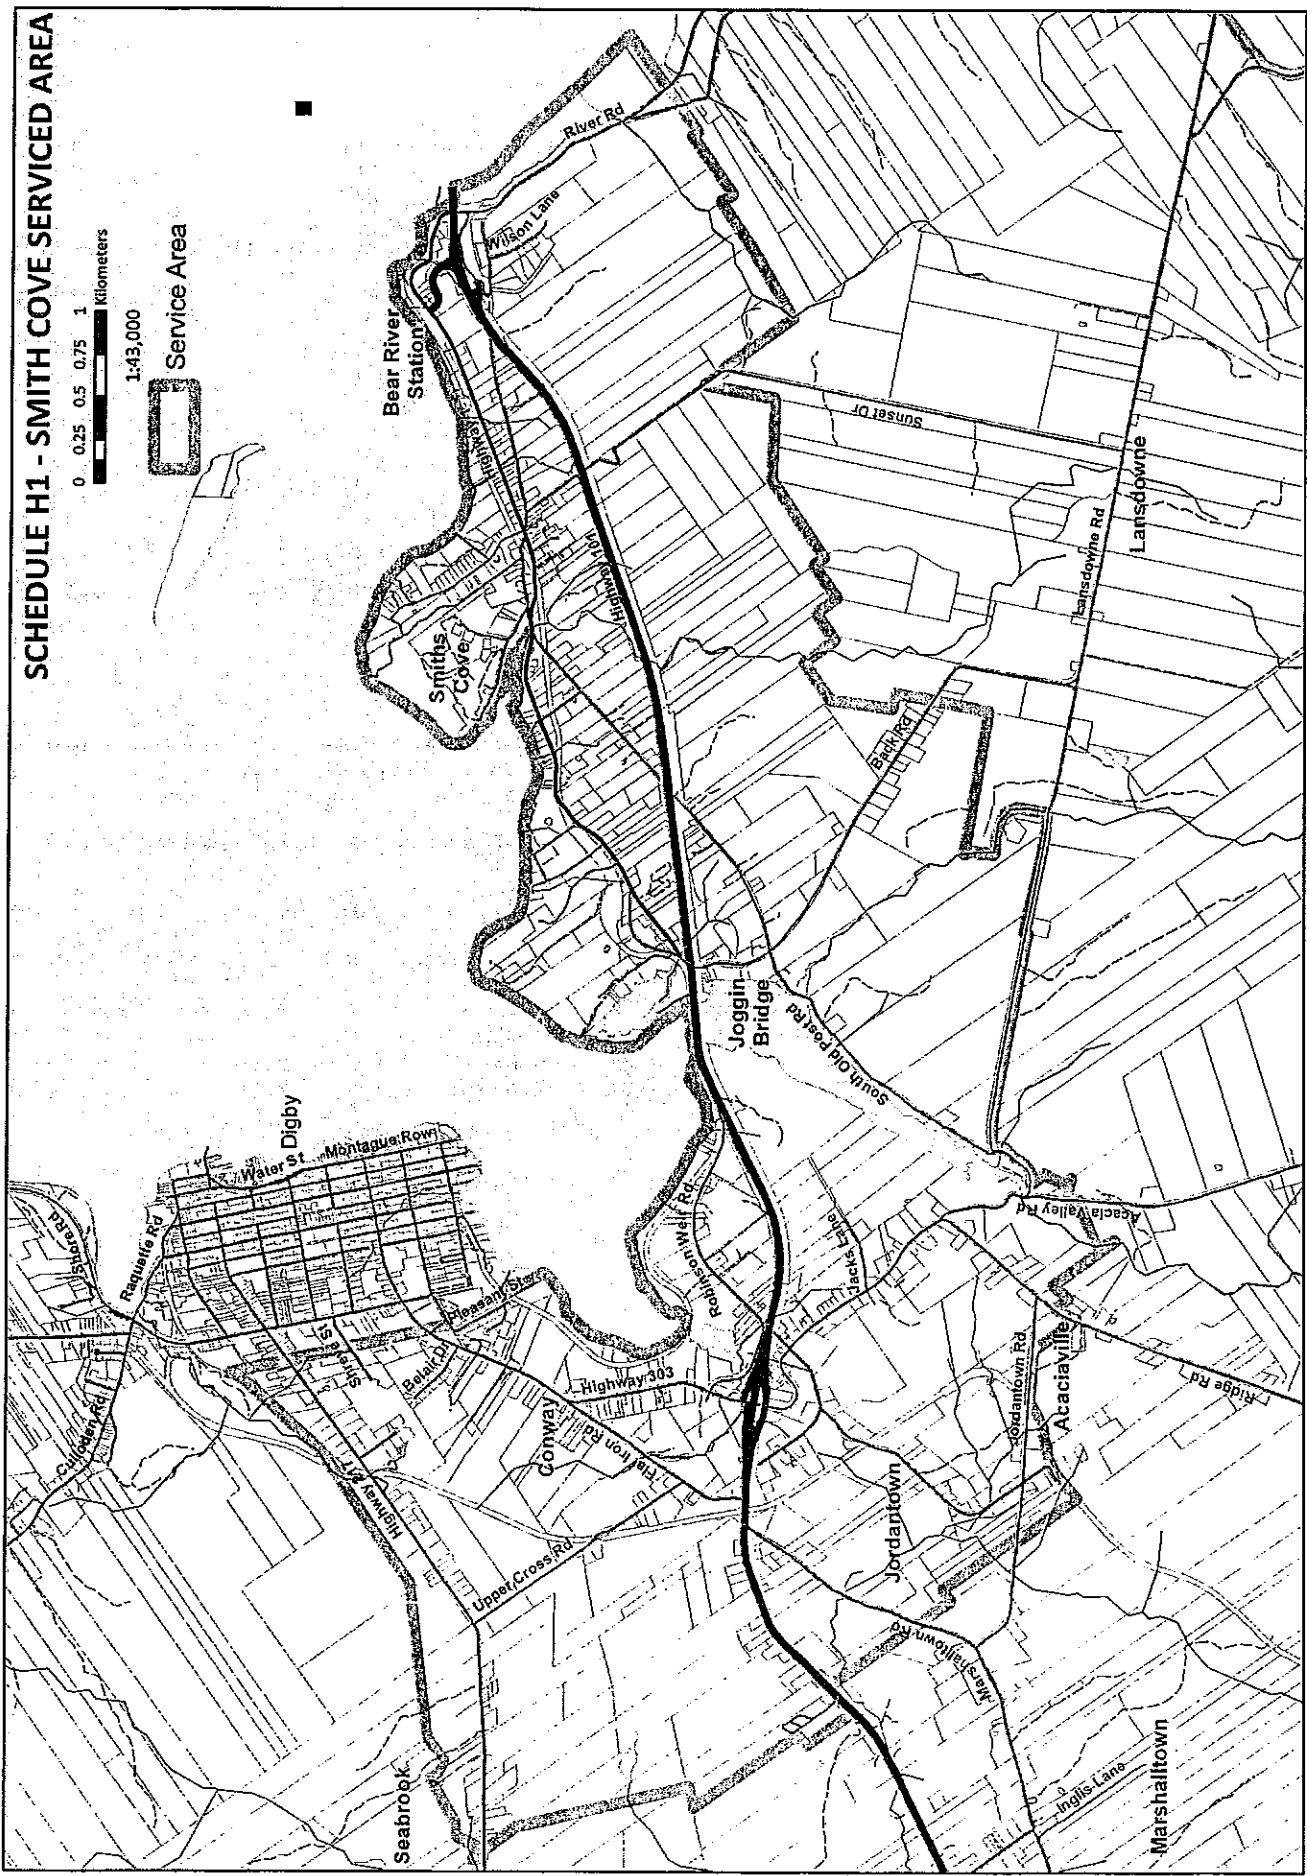 SCHEDULE H1 - SMITH COVE SERVICED AREA
0 0.25 0.5 0.75 1
Kilometers
1:43,000
Service Area
Bear River
Station
River Rd
Wilson Lane
Highway 1
Highway 101
Smiths
Cove
Sunset Dr
Lansdowne
Lansdowne Rd
Back Rd
Joggin
Bridge
South Old Post Rd
Digby
Water St
Montague Row
Shore Rd
Raquette Rd
Culloden Rd
Shreve St
Belair Dr
Pleasant St
Highway 303
Robinson Weir Rd
Jacks Lane
Acacia Valley Rd
Conway
Highway 217
Upper Cross Rd
Jordantown Rd
Acaciaville
Ridge Rd
Jordantown
Marshalltown Rd
Seabrook
Inglis Lane
Marshalltown